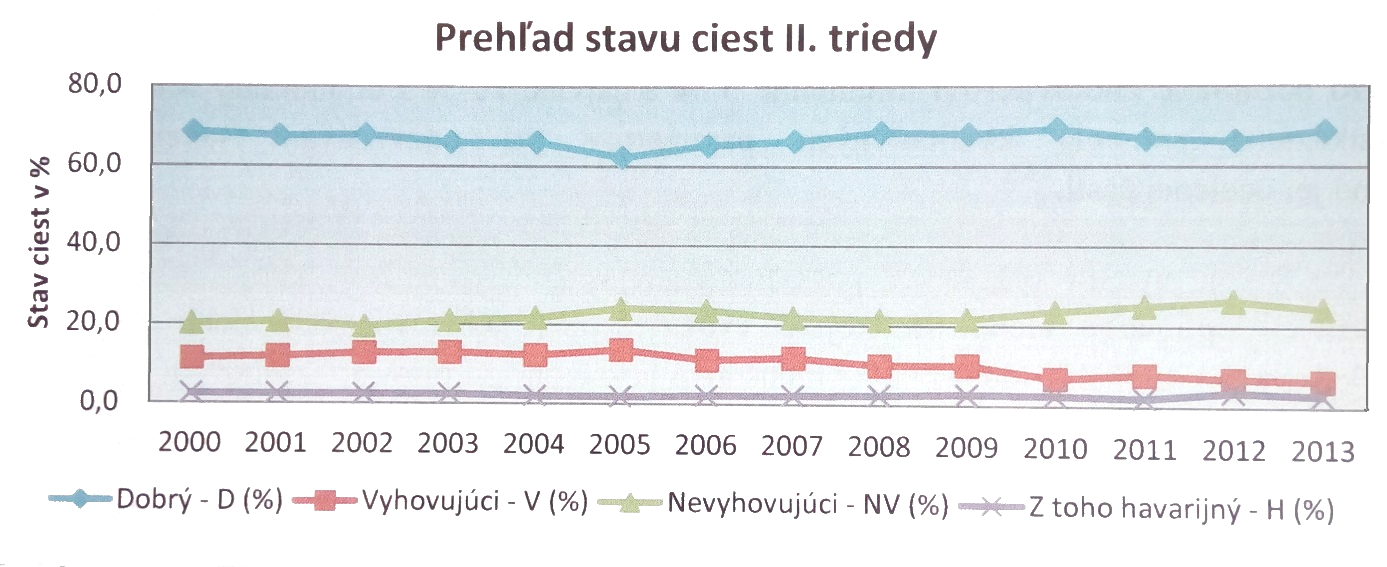 Prehľad stavu ciest II. triedy
Stav ciest v %
80,0
60,0
40,0
20,0
0,0
2000 2001 2002 2003 2004 2005 2006 2007 2008 2009 2010 2011 2012 2013
Dobrý - D (%) Vyhovujúci - V (%) Nevyhovujúci - NV (%) Z toho havarijný - H (%)